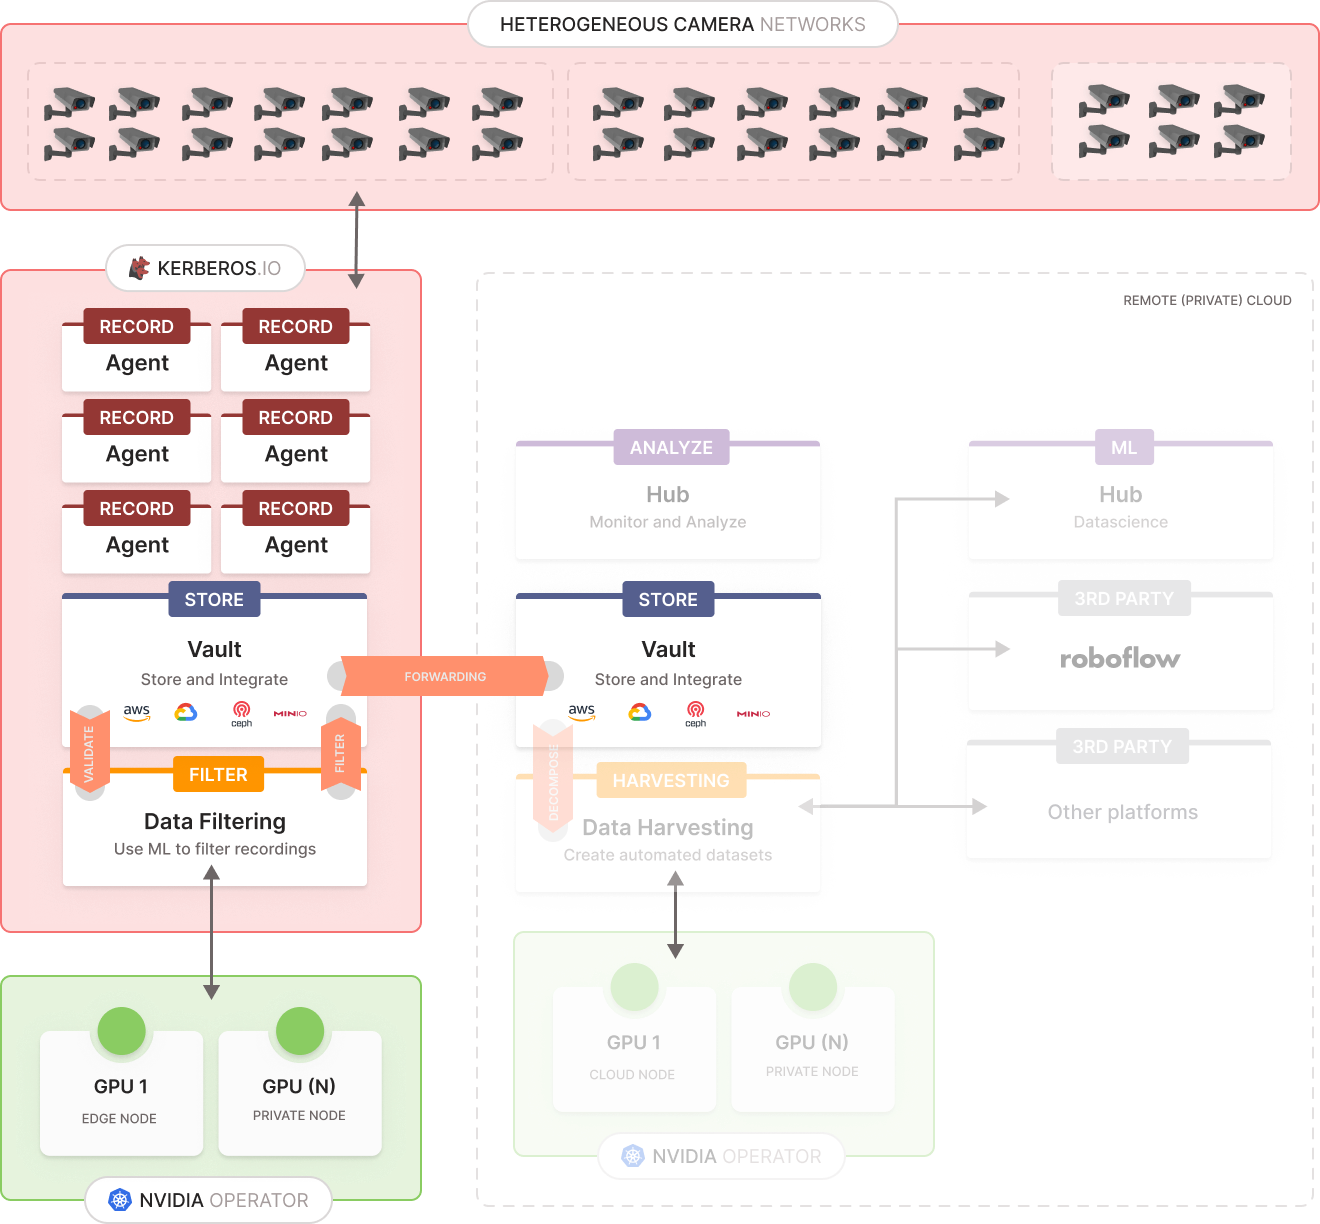 HETEROGENEOUS CAMERA NETWORKS
KERBEROS.IO
RECORD
Agent
RECORD
Agent
RECORD
Agent
RECORD
Agent
RECORD
Agent
RECORD
Agent
STORE
Vault
Store and Integrate
aws
ceph
MINIO
VALIDATE
FILTER
FILTER
Data Filtering
Use ML to filter recordings
GPU 1
EDGE NODE
GPU (N)
PRIVATE NODE
NVIDIA OPERATOR
FORWARDING
REMOTE (PRIVATE) CLOUD
ANALYZE
Hub
Monitor and Analyze
STORE
Vault
Store and Integrate
aws
ceph
MINIO
DECOMPOSE
HARVESTING
Data Harvesting
Create automated datasets
GPU 1
CLOUD NODE
GPU (N)
PRIVATE NODE
NVIDIA OPERATOR
ML
Hub
Datascience
3RD PARTY
roboflow
3RD PARTY
Other platforms